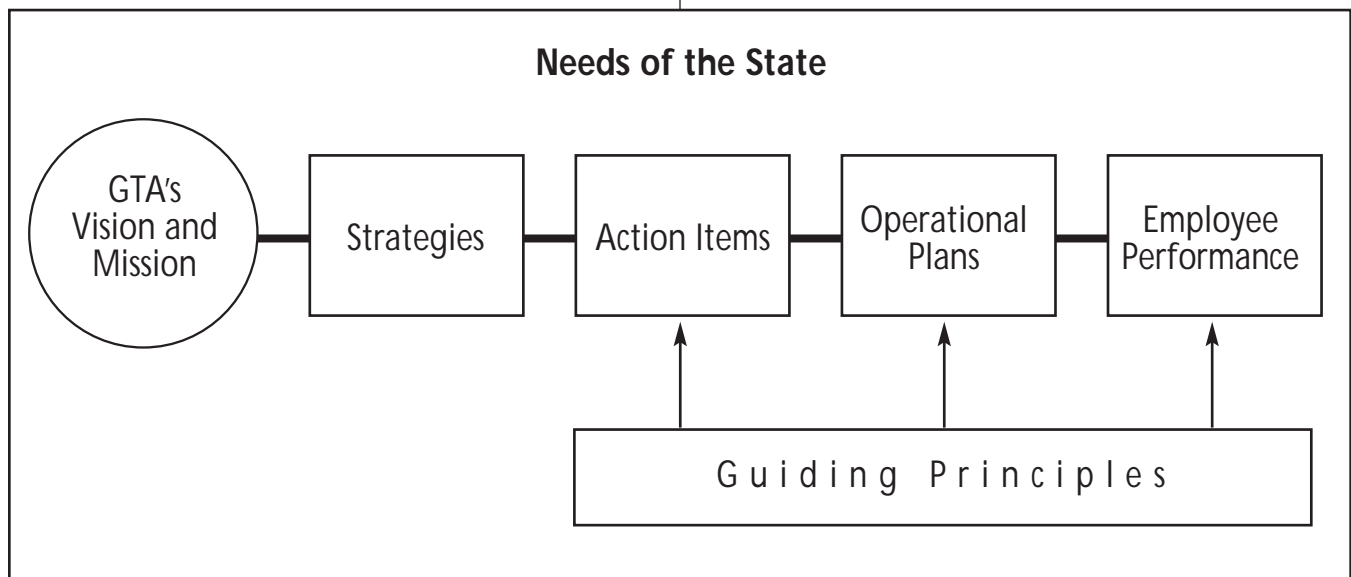 Needs of the State
GTA's
Vision and
Mission
Strategies
Action Items
Operational
Plans
Employee
Performance
Guiding Principles